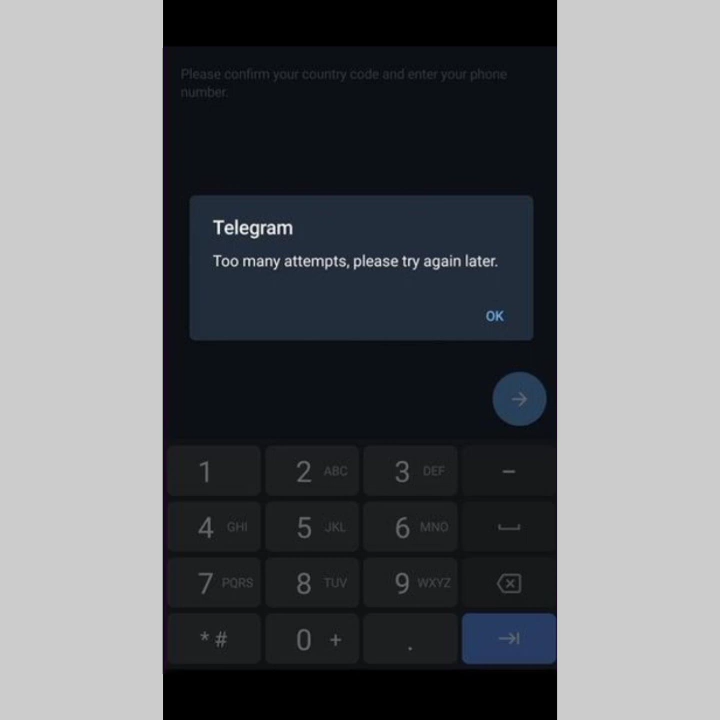 Please confirm your country code and enter your phone
number.
Telegram
Too many attempts, please try again later.
OK
1
2 ABC
3 DEF
–
4 GHI
5 JKL
6 MNO
7 PQRS
8 TUV
9 WXYZ
* #
0 +
.